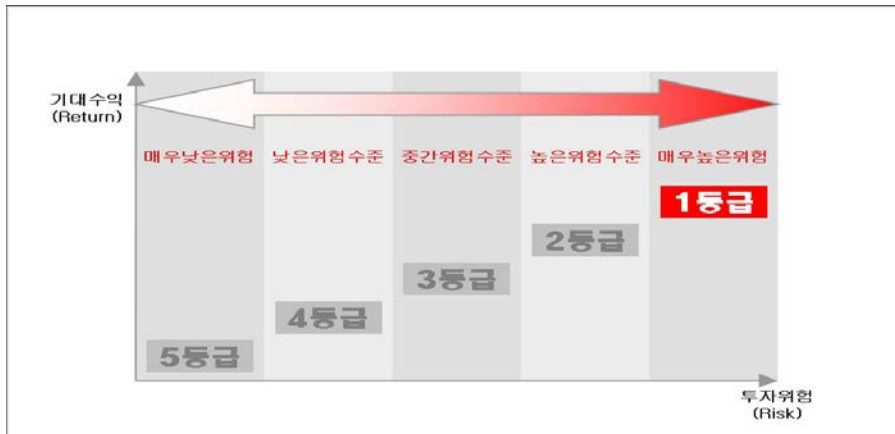 기대수익
(Return)
매우낮은위험 낮은위험수준 중간위험수준 높은위험수준 매우높은위험
1등급
2등급
3등급
4등급
5등급
투자위험
(Risk)